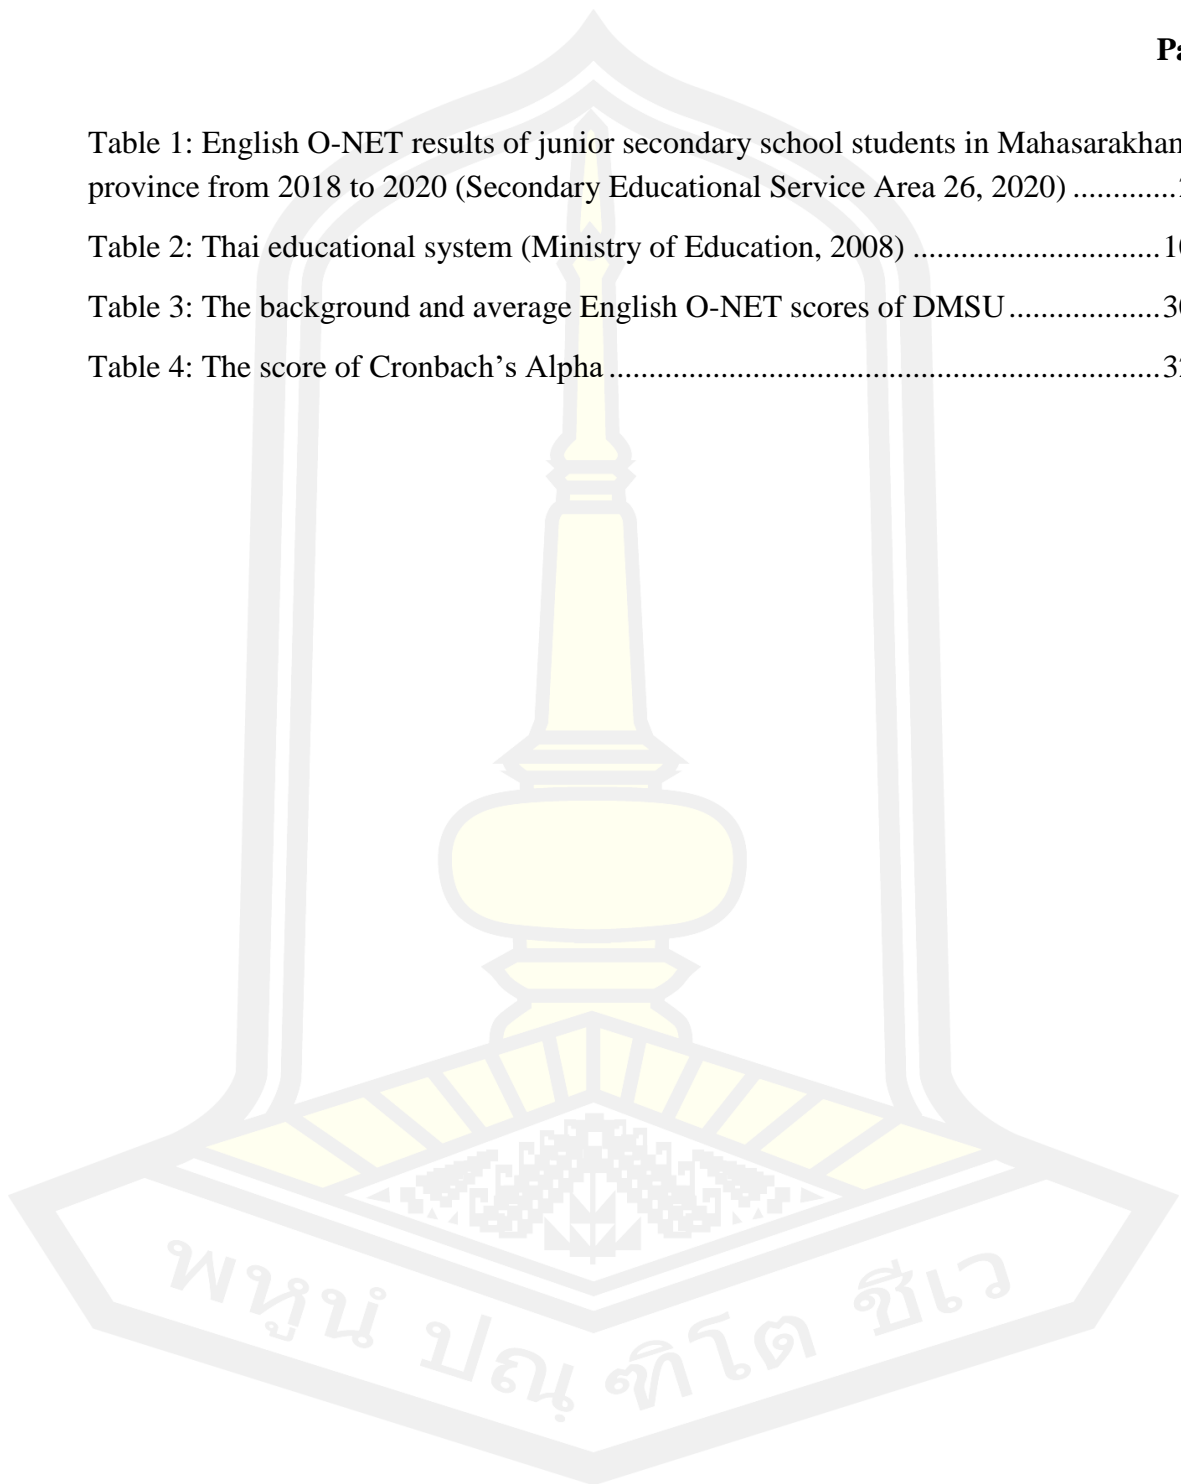 Pa
Table 1: English O-NET results of junior secondary school students in Mahasarakhan
province from 2018 to 2020 (Secondary Educational Service Area 26, 2020) .............
Table 2: Thai educational system (Ministry of Education, 2008) ..............................1
Table 3: The background and average English O-NET scores of DMSU..................3
Table 4: The score of Cronbach’s Alpha ...................................................................3
พหูนํ ปณฺฑิโต ชีเว